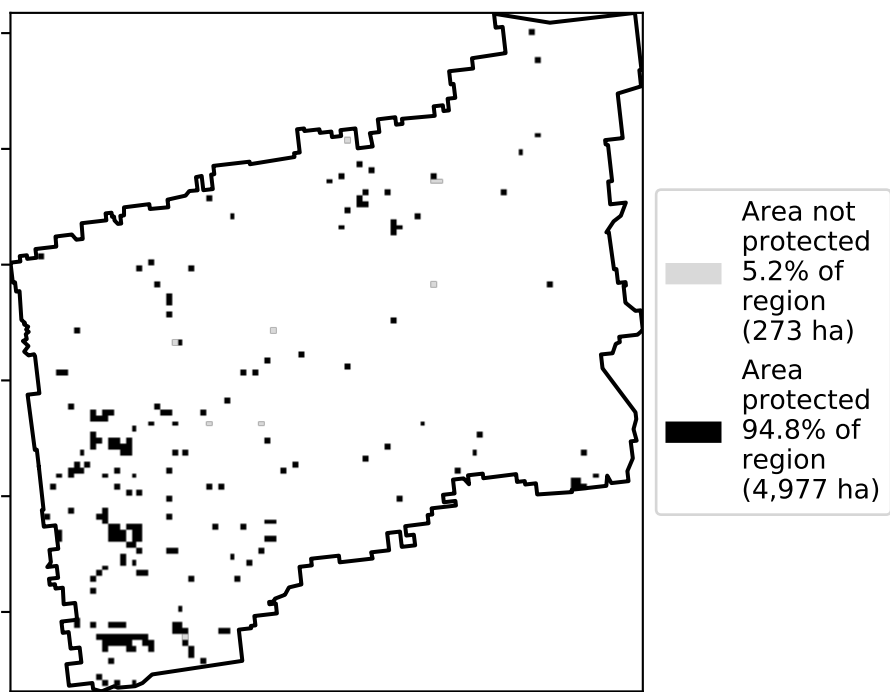 Area not
protected
5.2% of
region
(273 ha)
Area
protected
94.8% of
region
(4,977 ha)